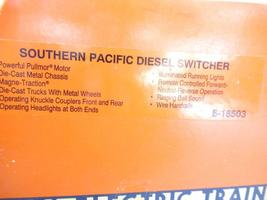 SOUTHERN PACIFIC DIESEL SWITCHER
Powerful Pullmor® Motor
Die-Cast Metal Chassis
Magne-Traction®
Die-Cast Trucks With Metal Wheels
Operating Knuckle Couplers Front and Rear
Operating Headlights at Both Ends
• Illuminated Running Lights
• Remote Controlled Forward-
Neutral-Reverse Operation
• Ringing Bell Sound
• Wire Handrails
6-18503
ELECTRIC TRAIN